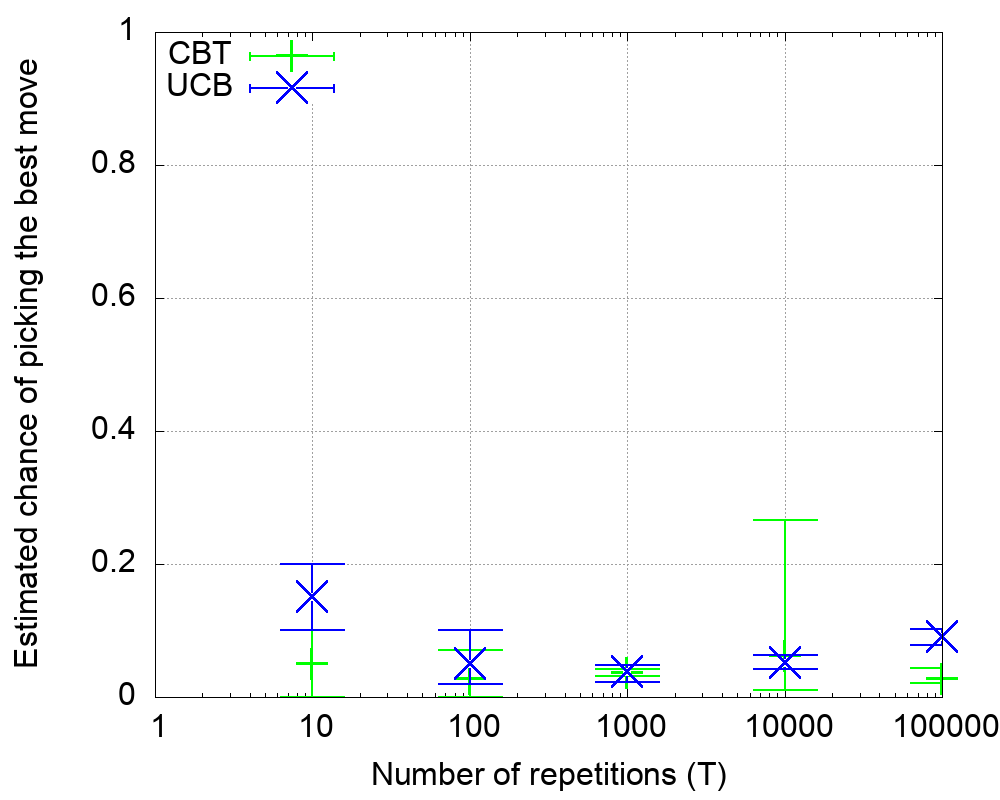 Estimated chance of picking the best move
1
0.8
0.6
0.4
0.2
0
CBT
UCB
1 10 100 1000 10000 100000
Number of repetitions (T)